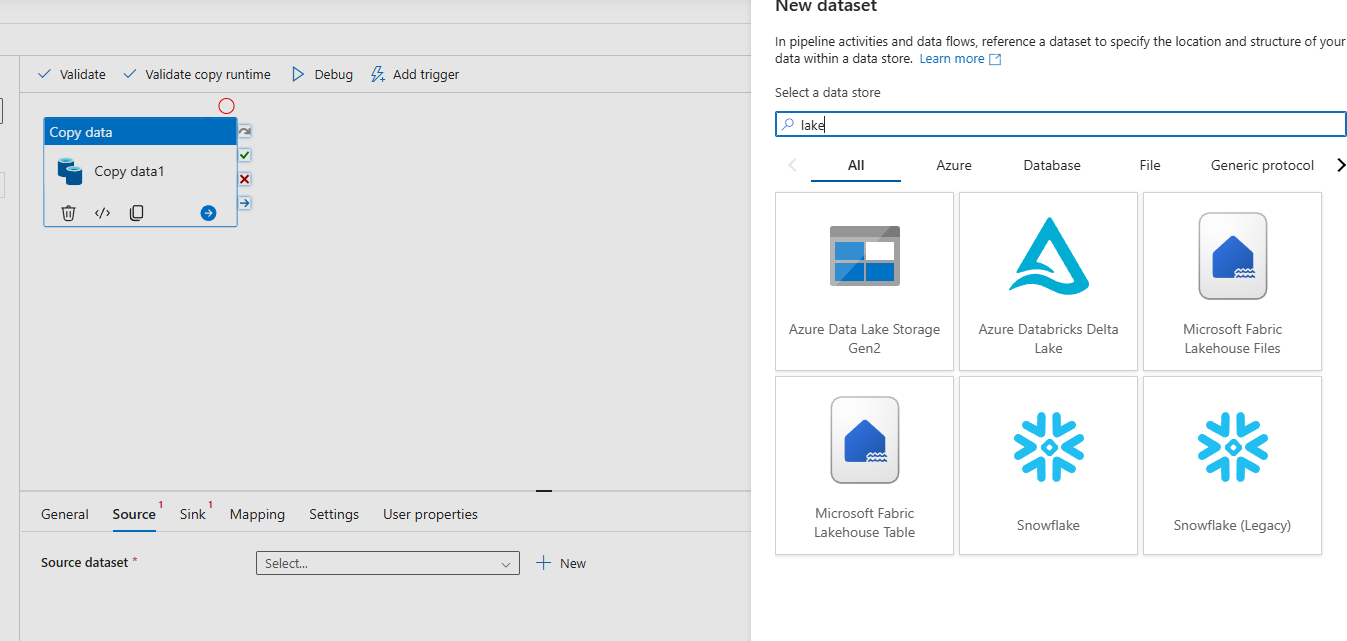 Validate
Validate copy runtime
Debug
Add trigger
Copy data
Copy data1
General
Source 1
Sink 1
Mapping
Settings
User properties
Source dataset *
Select...
New
New dataset
In pipeline activities and data flows, reference a dataset to specify the location and structure of your
data within a data store. Learn more
Select a data store
lake
All
Azure
Database
File
Generic protocol
Azure Data Lake Storage
Gen2
Azure Databricks Delta
Lake
Microsoft Fabric
Lakehouse Files
Microsoft Fabric
Lakehouse Table
Snowflake
Snowflake (Legacy)